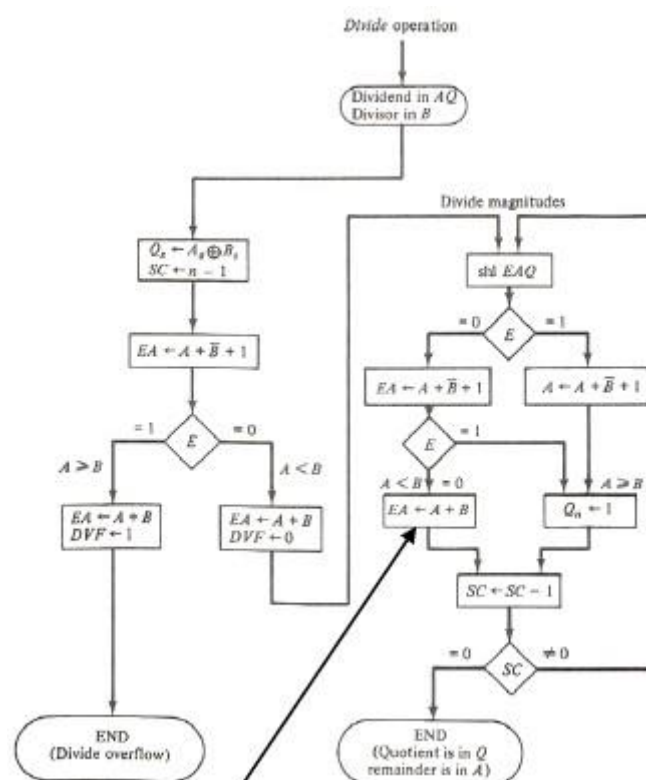 Divide operation
Dividend in AQ
Divisor in B
Divide magnitudes
Qs ← As ⊕ Bs
SC ← n − 1
shl EAQ
= 0
E
= 1
EA ← A + B̅ + 1
EA ← A + B̅ + 1
A ← A + B̅ + 1
= 1
E
= 0
E
= 1
A ≥ B
A < B
A < B
= 0
A ≥ B
EA ← A + B
DVF ← 1
EA ← A + B
DVF ← 0
EA ← A + B
Qn ← 1
SC ← SC − 1
= 0
SC
≠ 0
END
(Divide overflow)
END
(Quotient is in Q
remainder is in A)